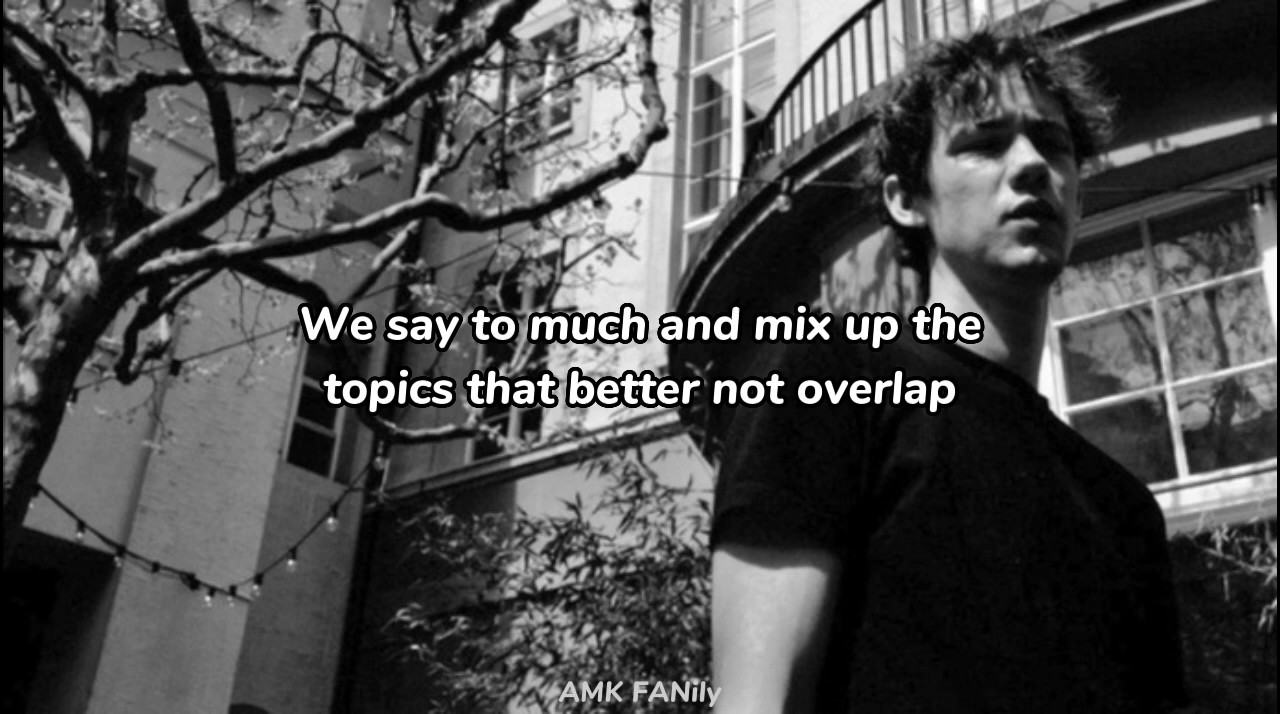 We say to much and mix up the
topics that better not overlap
AMK FANily